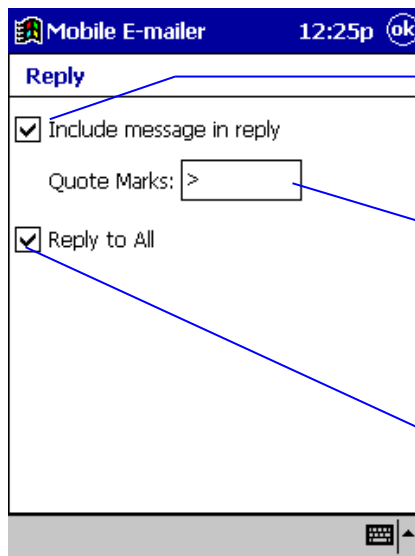 Mobile E-mailer 12:25p ok
Reply
Include message in reply
Quote Marks: >
Reply to All